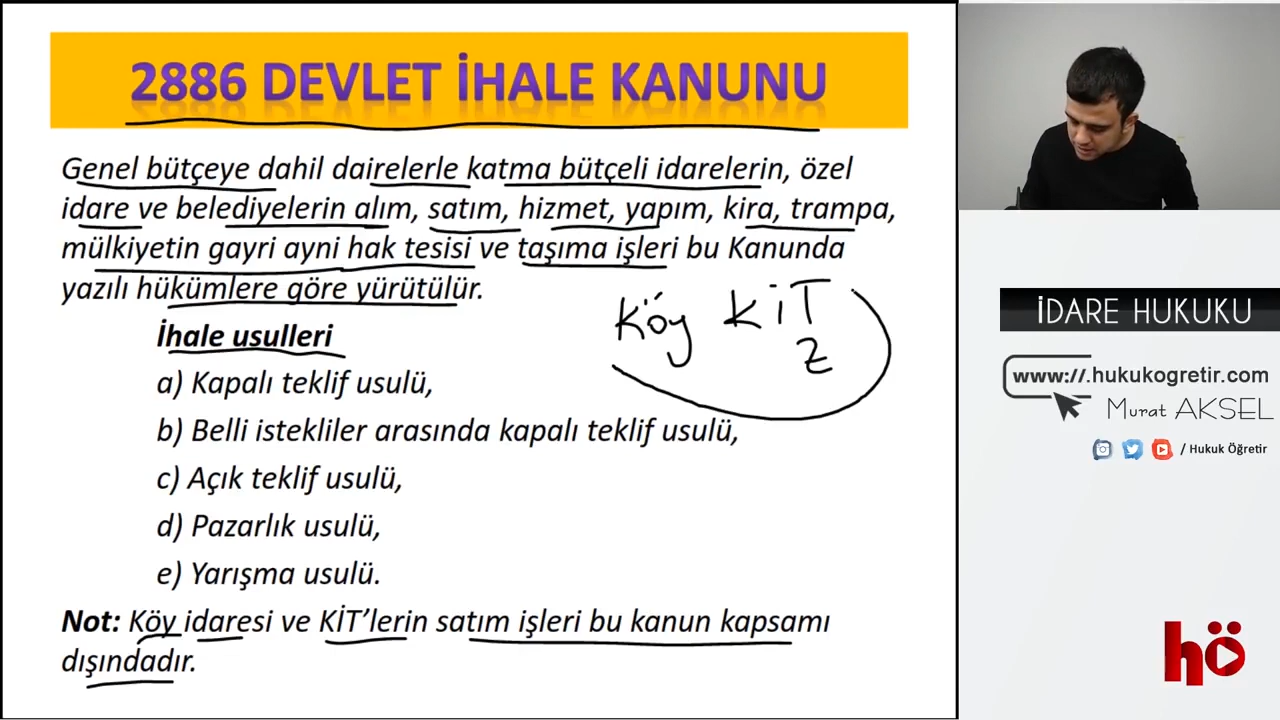 2886 DEVLET İHALE KANUNU
Genel bütçeye dahil dairelerle katma bütçeli idarelerin, özel
idare ve belediyelerin alım, satım, hizmet, yapım, kira, trampa,
mülkiyetin gayri ayni hak tesisi ve taşıma işleri bu Kanunda
yazılı hükümlere göre yürütülür.
köy KİT
z
İhale usulleri
a) Kapalı teklif usulü,
b) Belli istekliler arasında kapalı teklif usulü,
c) Açık teklif usulü,
d) Pazarlık usulü,
e) Yarışma usulü.
Not: Köy idaresi ve KİT’lerin satım işleri bu kanun kapsamı
dışındadır.
İDARE HUKUKU
www://.hukukogretir.com
Murat AKSEL
/ Hukuk Öğretir
hö